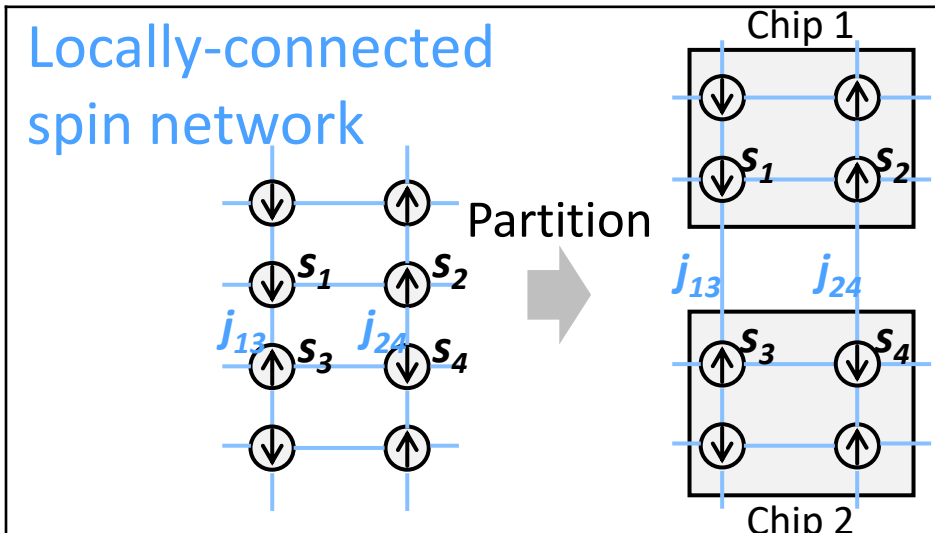 Locally-connected
spin network
s1 s2
j13 j24
s3 s4
Partition
Chip 1
s1 s2
j13 j24
s3 s4
Chip 2